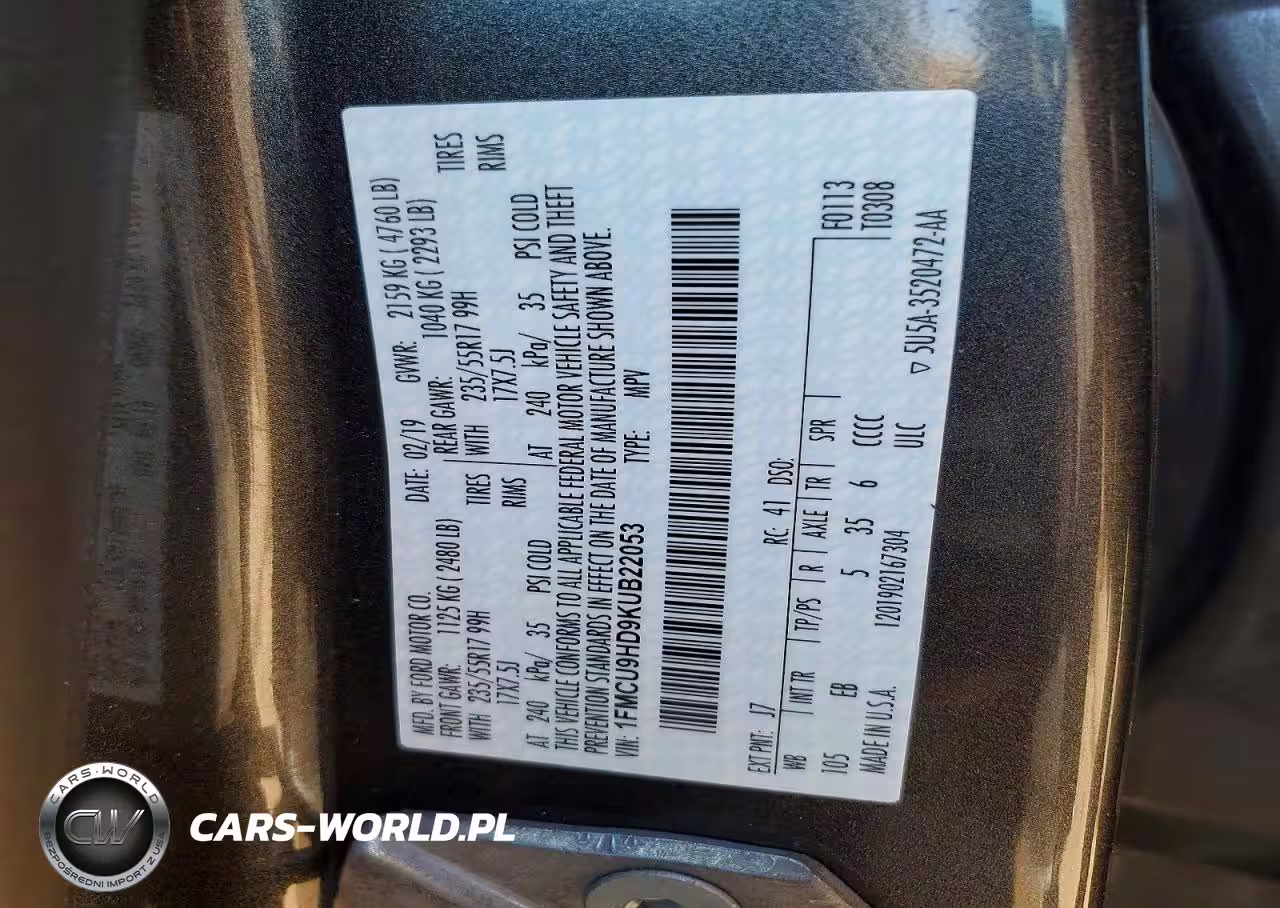 MFD. BY FORD MOTOR CO. DATE: 02/19 GVWR: 2159 KG ( 4760 LB)
FRONT GAWR: 1125 KG ( 2480 LB) REAR GAWR: 1040 KG ( 2293 LB)
WITH 235/55R17 99H TIRES WITH 235/55R17 99H TIRES
17X7.5J RIMS 17X7.5J RIMS
AT 240 kPa/ 35 PSI COLD AT 240 kPa/ 35 PSI COLD
THIS VEHICLE CONFORMS TO ALL APPLICABLE FEDERAL MOTOR VEHICLE SAFETY AND THEFT
PREVENTION STANDARDS IN EFFECT ON THE DATE OF MANUFACTURE SHOWN ABOVE.
VIN: 1FMCU9HD9KUB22053 TYPE: MPV
EXT PNT: J7 RC: 41 DSO:
WB INT TR TP/PS R AXLE TR SPR F0113
105 EB 5 35 6 CCCC T0308
MADE IN U.S.A. 1201902167304 ULC ▽ 5U5A-3520472-AA
CARS-WORLD
CW
BEZPOŚREDNI IMPORT Z USA
CARS-WORLD.PL